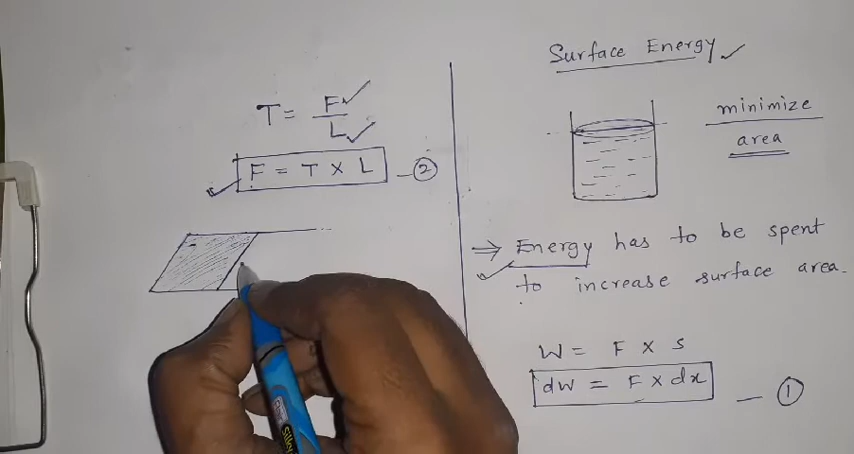 T = F
L
F = T × L — ②
Surface Energy
minimize
area
⇒ Energy has to be spent
to increase surface area.
W = F × s
dW = F × dx — ①